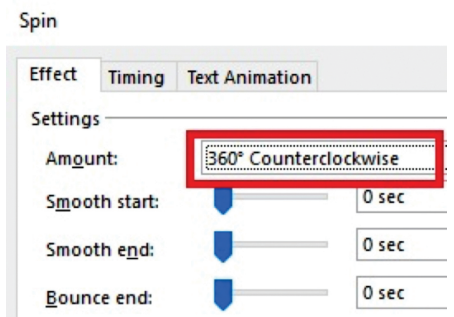 Spin
Effect Timing Text Animation
Settings
Amount: 360° Counterclockwise
Smooth start: 0 sec
Smooth end: 0 sec
Bounce end: 0 sec